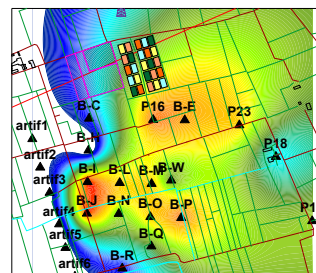 B-C
P16
B-E
P23
artif1
B-H
P18
artif2
B-I
B-L
B-M
B-W
artif3
B-J
B-N
B-O
B-P
artif4
P1
artif5
B-Q
B-R
artif6